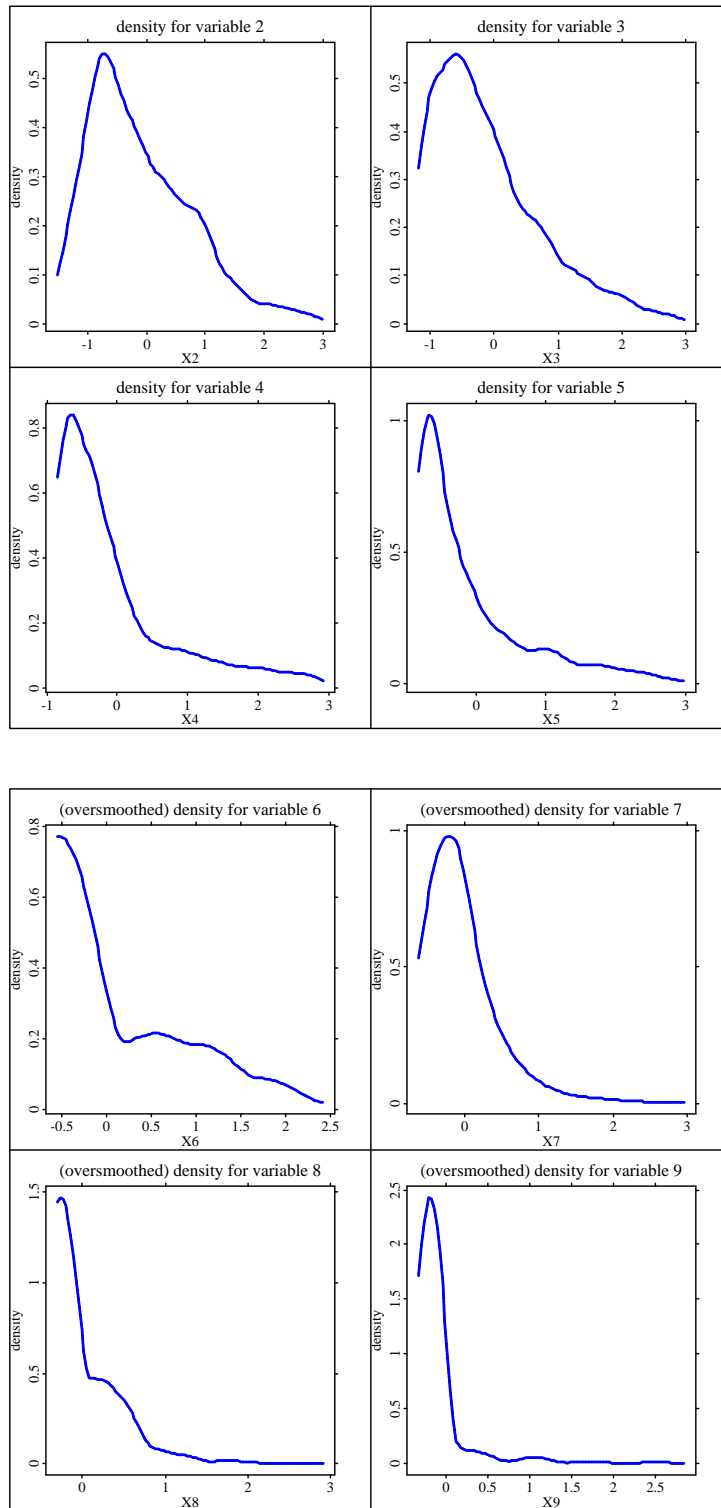 density for variable 2
density
0 0.1 0.2 0.3 0.4 0.5
-1 0 1 2 3
X2
density for variable 3
density
0 0.1 0.2 0.3 0.4 0.5
-1 0 1 2 3
X3
density for variable 4
density
0 0.2 0.4 0.6 0.8
-1 0 1 2 3
X4
density for variable 5
density
0 0.5 1
0 1 2 3
X5
(oversmoothed) density for variable 6
density
0 0.2 0.4 0.6 0.8
-0.5 0 0.5 1 1.5 2 2.5
X6
(oversmoothed) density for variable 7
density
0 0.5 1
0 1 2 3
X7
(oversmoothed) density for variable 8
density
0 0.5 1 1.5
0 1 2 3
X8
(oversmoothed) density for variable 9
density
0 0.5 1 1.5 2 2.5
0 0.5 1 1.5 2 2.5
X9